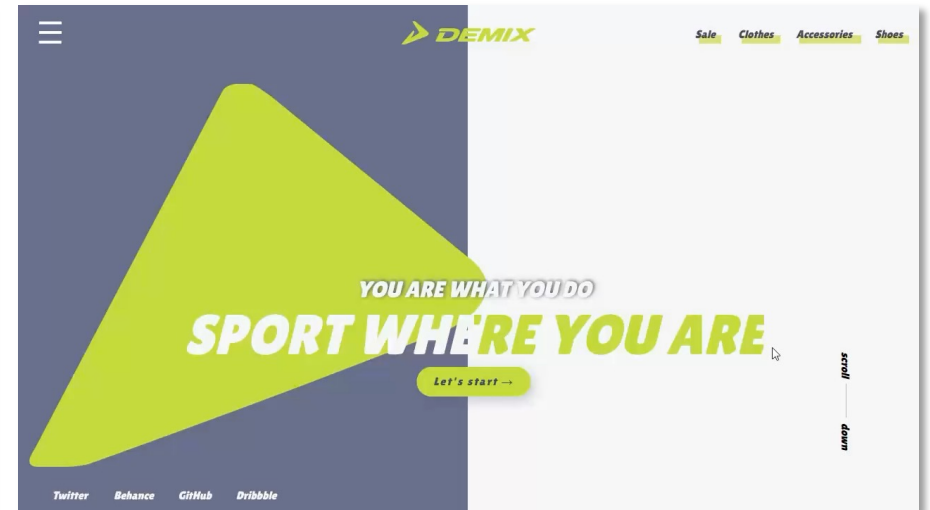 DEMIX
Sale Clothes Accessories Shoes
YOU ARE WHAT YOU DO
SPORT WHERE YOU ARE
Let's start →
scroll
down
Twitter Behance GitHub Dribbble